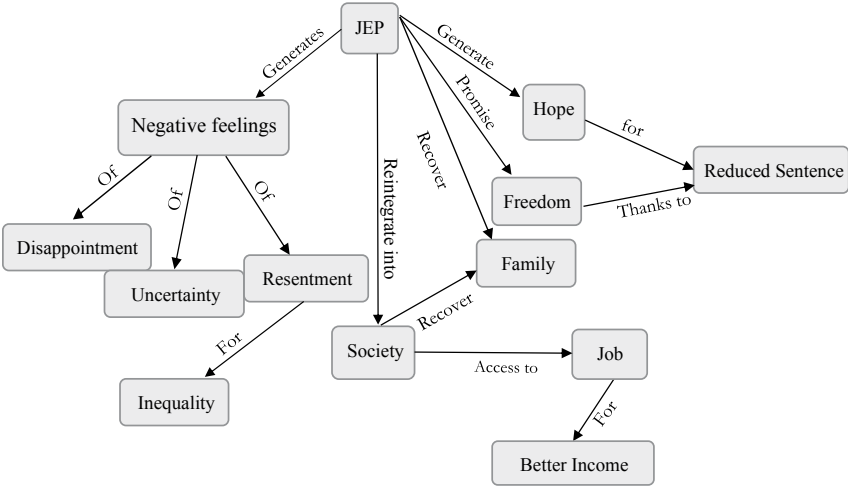 JEP
Generates
Generate
Promise
Recover
Reintegrate into
Hope
for
Negative feelings
Reduced Sentence
Of
Of
Of
Freedom
Thanks to
Disappointment
Uncertainty
Resentment
Family
Recover
For
Society
Access to
Job
Inequality
For
Better Income